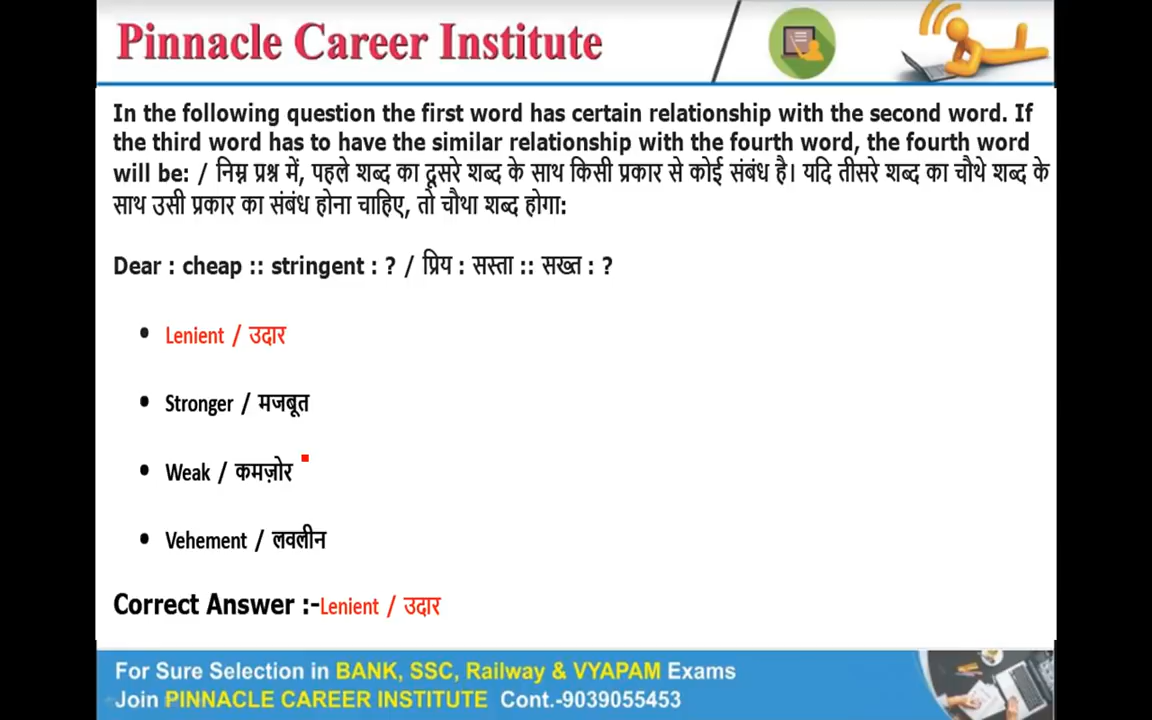 Pinnacle Career Institute
In the following question the first word has certain relationship with the second word. If
the third word has to have the similar relationship with the fourth word, the fourth word
will be: / निम्न प्रश्न में, पहले शब्द का दूसरे शब्द के साथ किसी प्रकार से कोई संबंध है। यदि तीसरे शब्द का चौथे शब्द के
साथ उसी प्रकार का संबंध होना चाहिए, तो चौथा शब्द होगा:
Dear : cheap :: stringent : ? / प्रिय : सस्ता :: सख्त : ?
• Lenient / उदार
• Stronger / मजबूत
• Weak / कमज़ोर
• Vehement / लवलीन
Correct Answer :-Lenient / उदार
For Sure Selection in BANK, SSC, Railway & VYAPAM Exams
Join PINNACLE CAREER INSTITUTE Cont.-9039055453